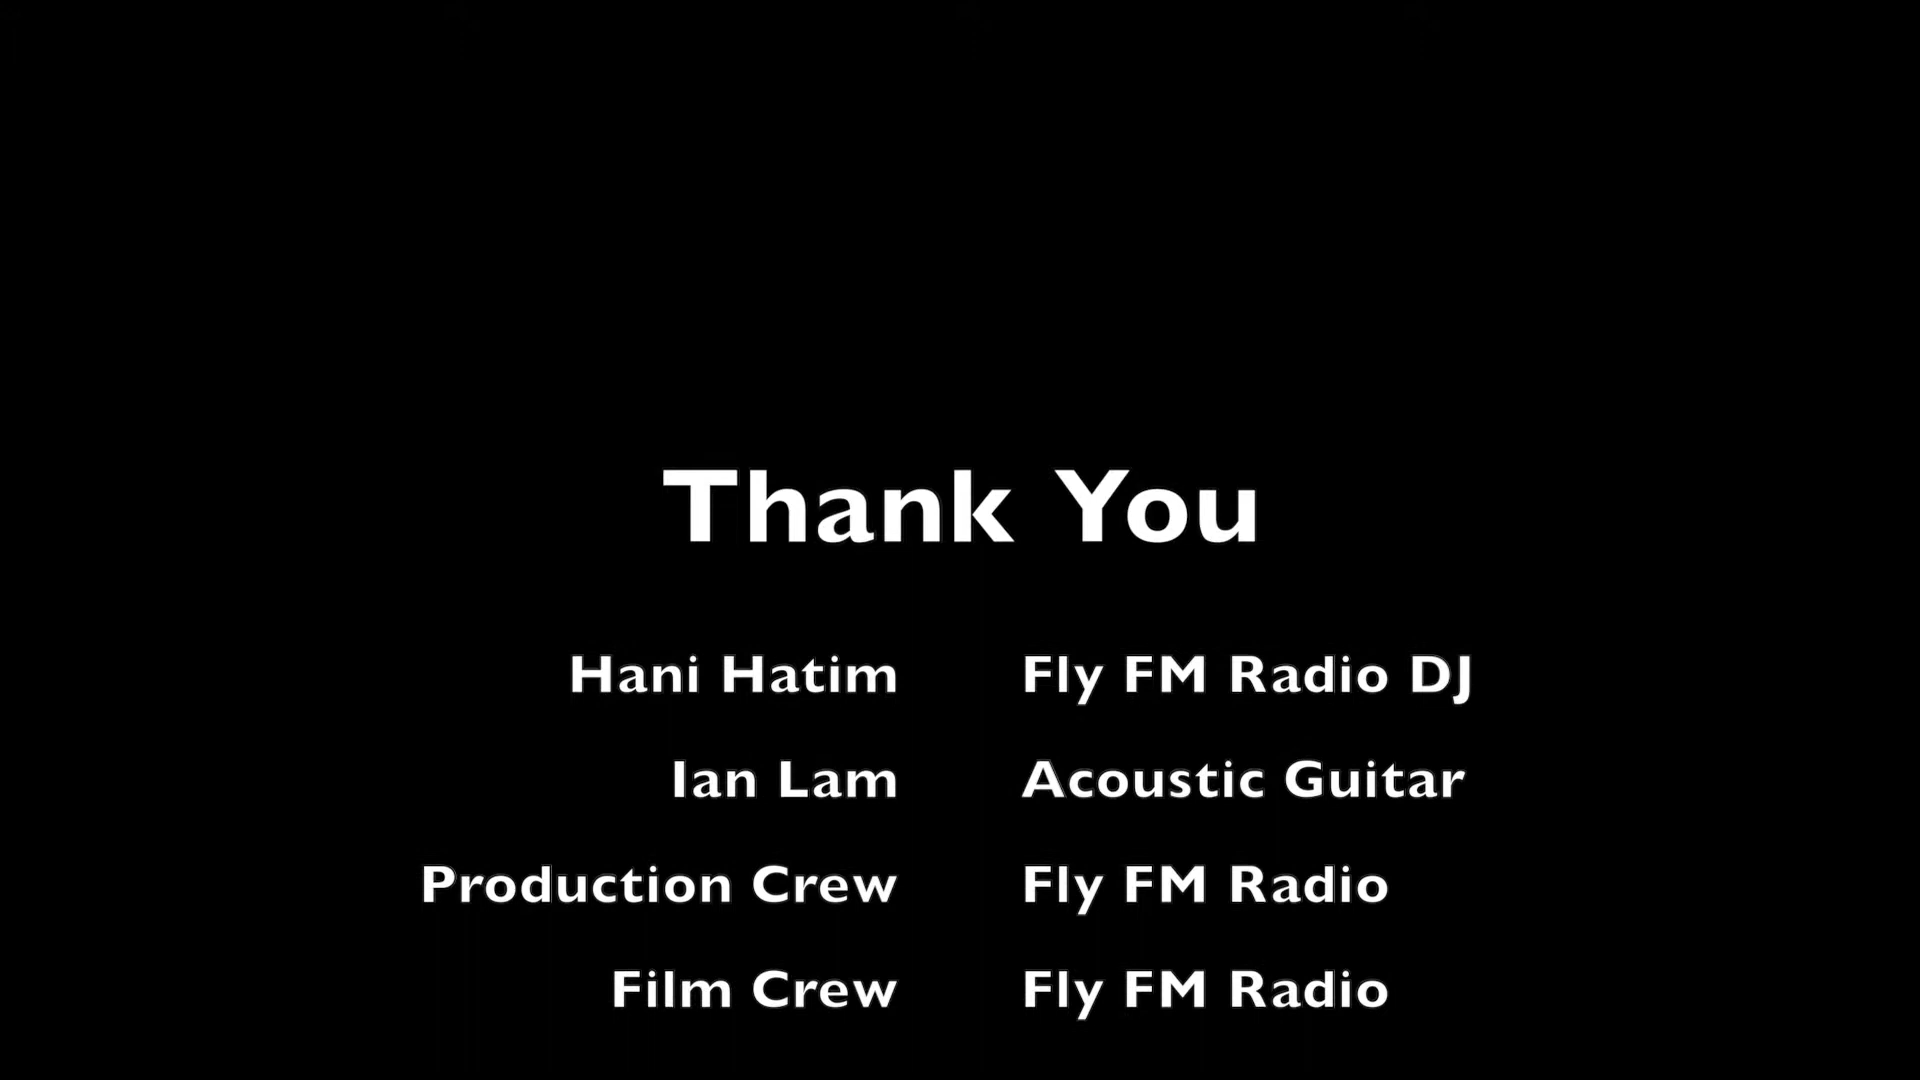 Thank You
Hani Hatim Fly FM Radio DJ
Ian Lam Acoustic Guitar
Production Crew Fly FM Radio
Film Crew Fly FM Radio